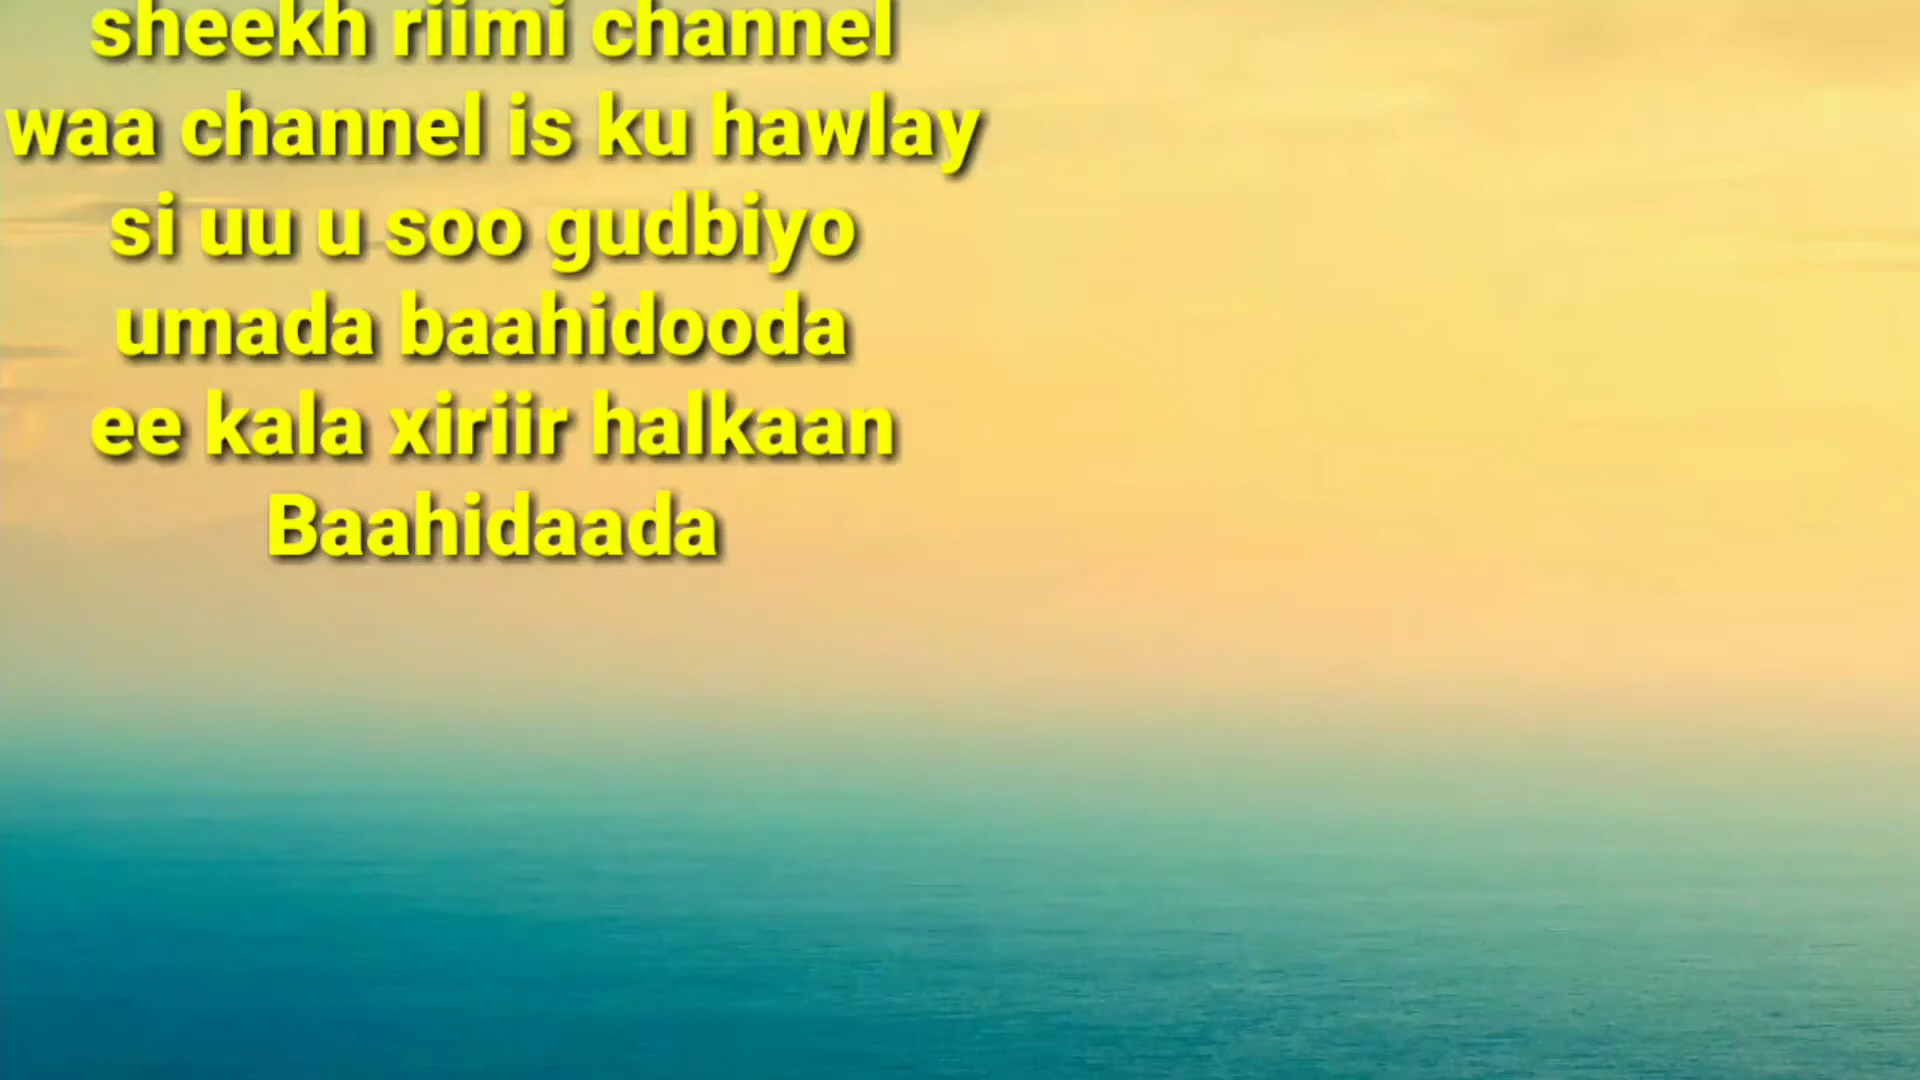 sheekh riimi channel
waa channel is ku hawlay
si uu u soo gudbiyo
umada baahidooda
ee kala xiriir halkaan
Baahidaada